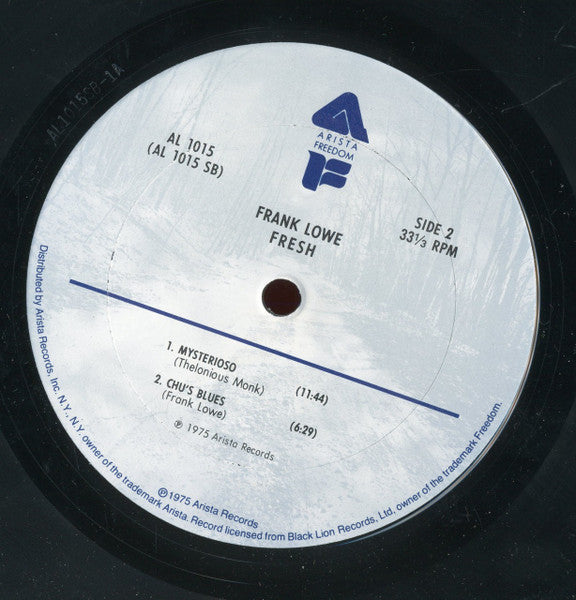 AL1015SB-1A
ARISTA
FREEDOM
F
AL 1015
(AL 1015 SB)
FRANK LOWE
FRESH
SIDE 2
33⅓ RPM
1. MYSTERIOSO
(Thelonious Monk) (11:44)
2. CHU'S BLUES
(Frank Lowe) (6:29)
℗ 1975 Arista Records
℗1975 Arista Records
Distributed by Arista Records, Inc. N.Y., N.Y. owner of the trademark Arista. Record licensed from Black Lion Records, Ltd, owner of the trademark Freedom.